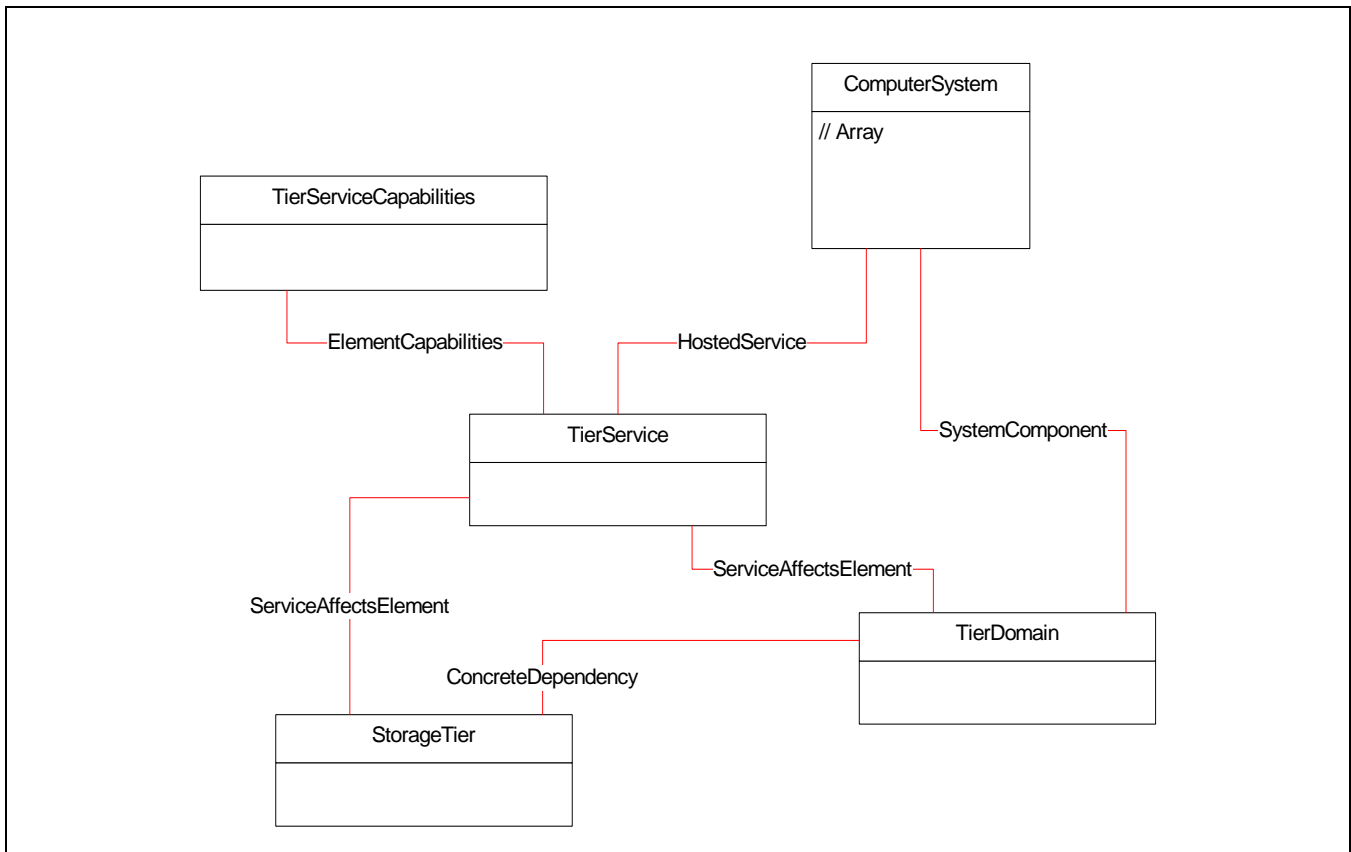 ComputerSystem
// Array
TierServiceCapabilities
ElementCapabilities
HostedService
SystemComponent
TierService
ServiceAffectsElement
ServiceAffectsElement
TierDomain
ConcreteDependency
StorageTier